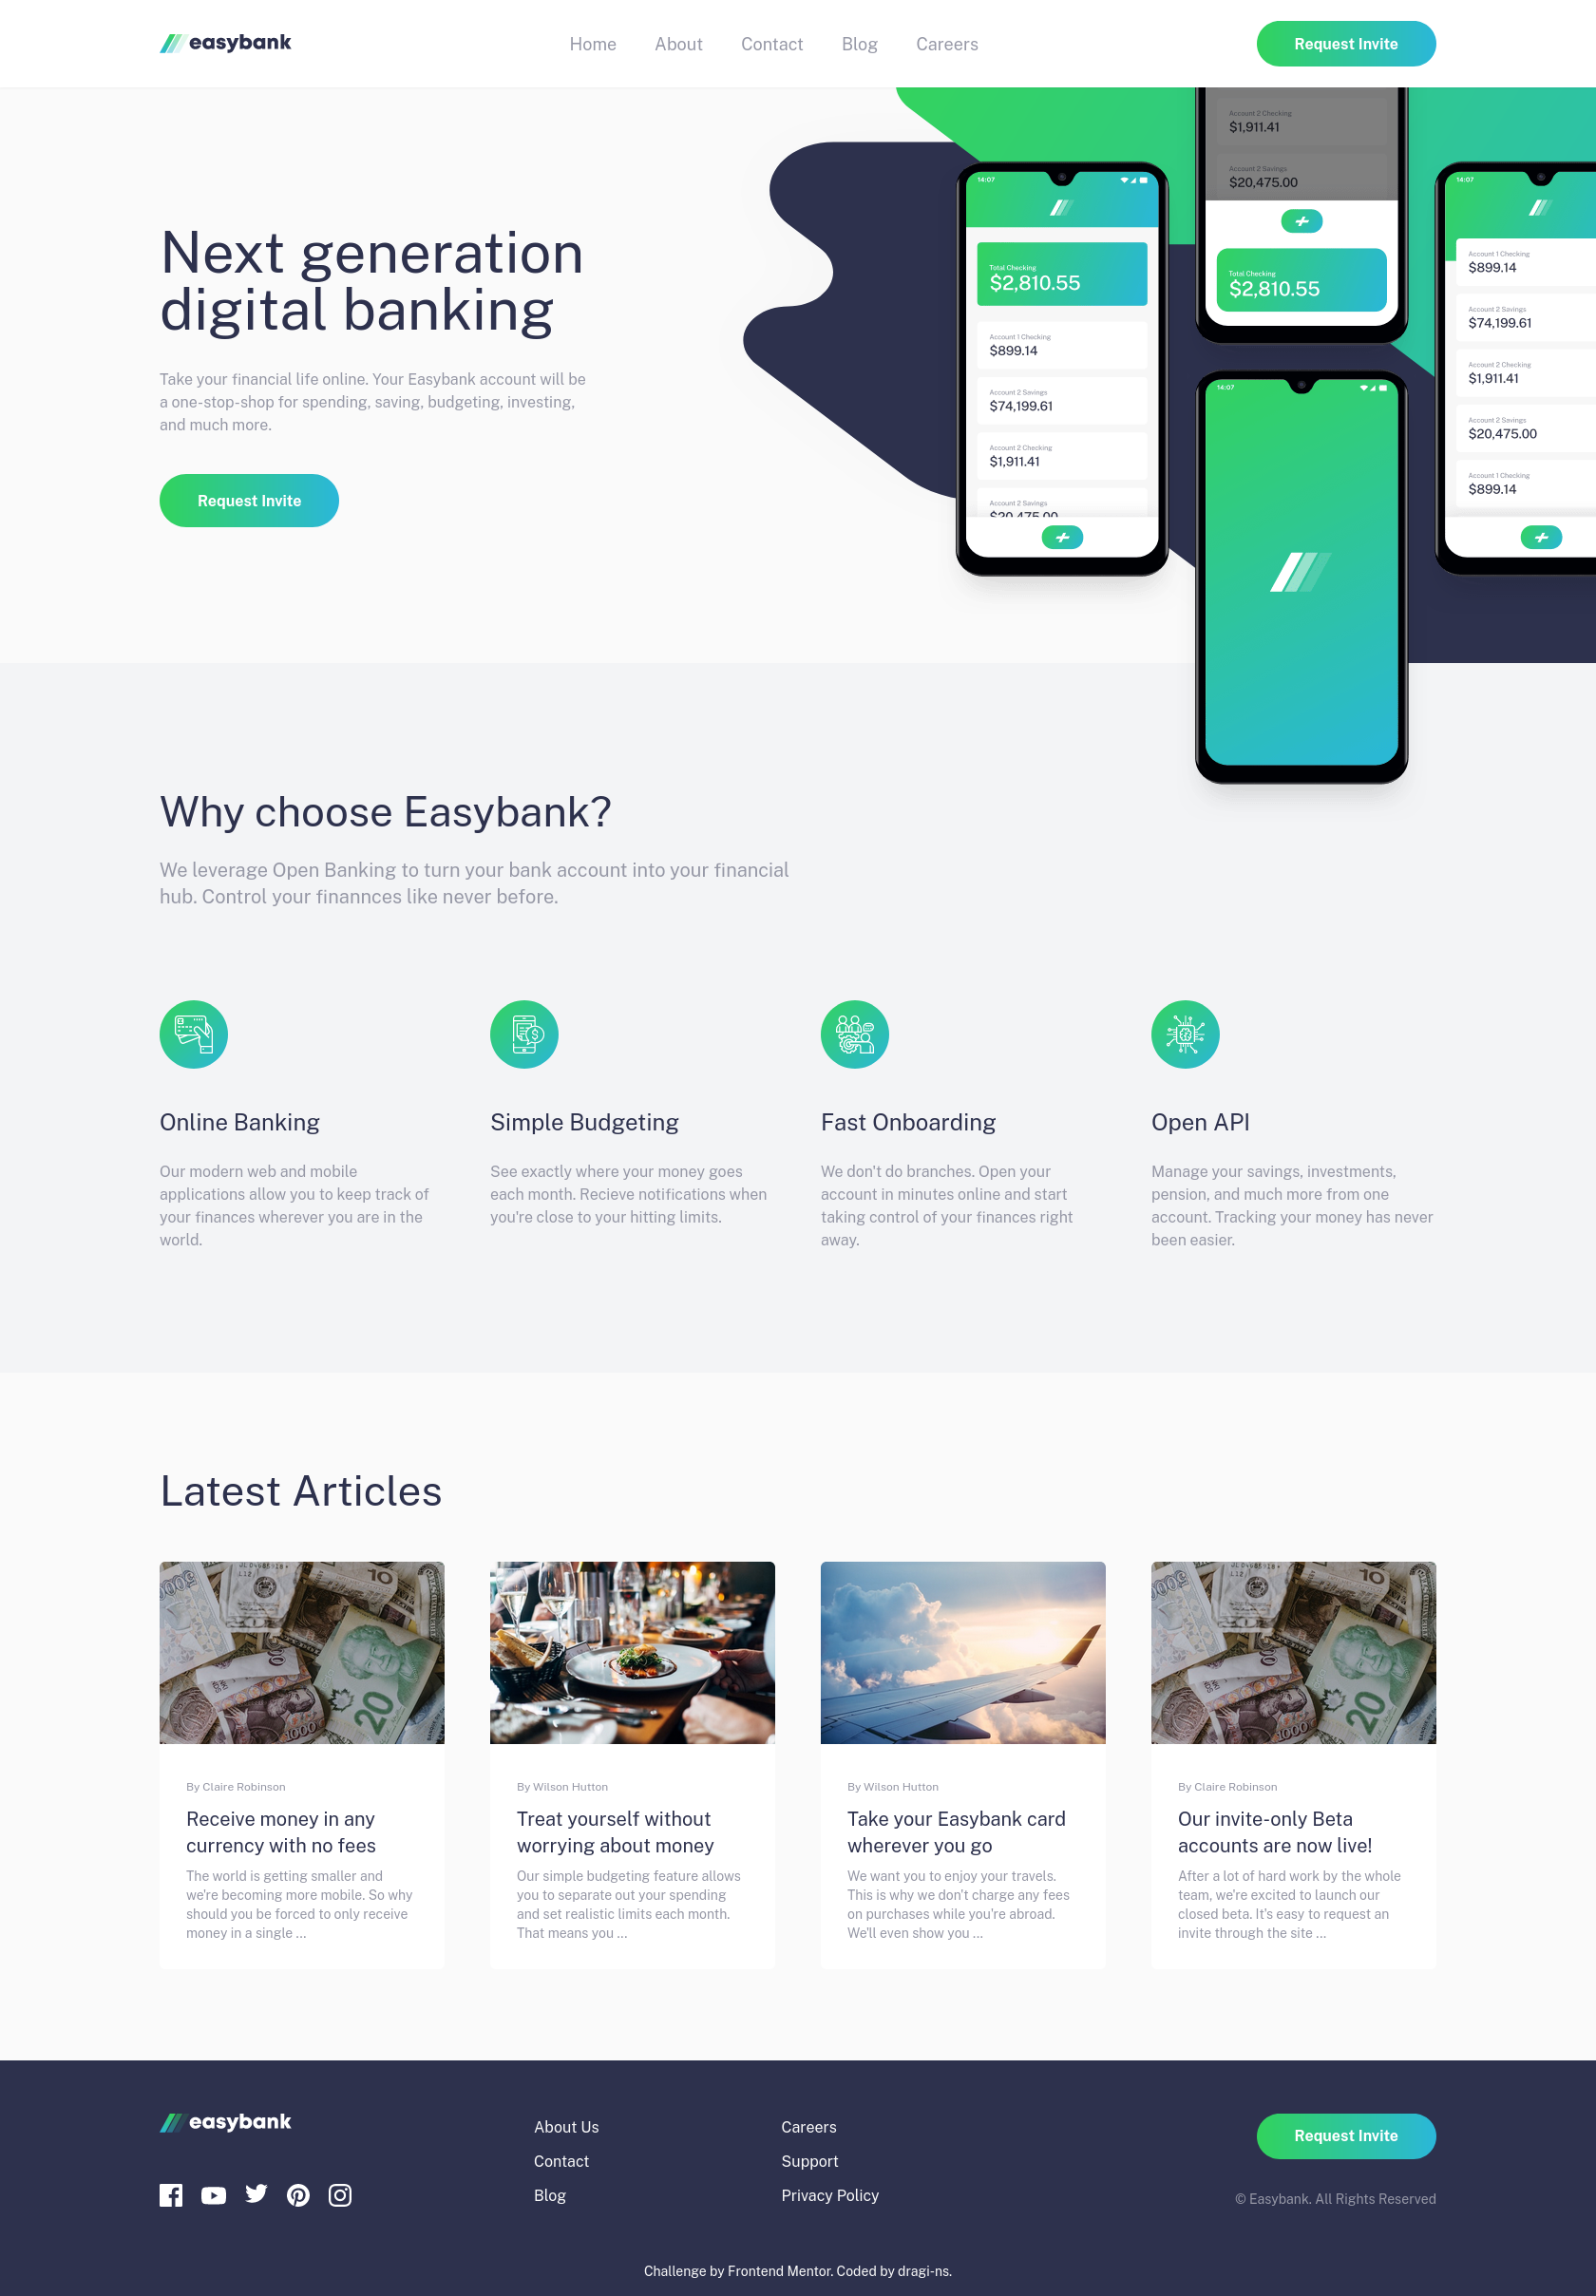 easybank
Home
About
Contact
Blog
Careers
Request Invite
Next generation
digital banking
Take your financial life online. Your Easybank account will be
a one-stop-shop for spending, saving, budgeting, investing,
and much more.
Request Invite
14:07
Total Checking
$2,810.55
Account 1 Checking
$899.14
Account 2 Savings
$74,199.61
Account 2 Checking
$1,911.41
Account 2 Savings
$20,475.00
Account 2 Checking
$1,911.41
Account 2 Savings
$20,475.00
Total Checking
$2,810.55
14:07
14:07
Account 1 Checking
$899.14
Account 2 Savings
$74,199.61
Account 2 Checking
$1,911.41
Account 2 Savings
$20,475.00
Account 1 Checking
$899.14
Why choose Easybank?
We leverage Open Banking to turn your bank account into your financial
hub. Control your finannces like never before.
Online Banking
Our modern web and mobile
applications allow you to keep track of
your finances wherever you are in the
world.
Simple Budgeting
See exactly where your money goes
each month. Recieve notifications when
you're close to your hitting limits.
Fast Onboarding
We don't do branches. Open your
account in minutes online and start
taking control of your finances right
away.
Open API
Manage your savings, investments,
pension, and much more from one
account. Tracking your money has never
been easier.
Latest Articles
By Claire Robinson
Receive money in any
currency with no fees
The world is getting smaller and
we're becoming more mobile. So why
should you be forced to only receive
money in a single ...
By Wilson Hutton
Treat yourself without
worrying about money
Our simple budgeting feature allows
you to separate out your spending
and set realistic limits each month.
That means you ...
By Wilson Hutton
Take your Easybank card
wherever you go
We want you to enjoy your travels.
This is why we don't charge any fees
on purchases while you're abroad.
We'll even show you ...
By Claire Robinson
Our invite-only Beta
accounts are now live!
After a lot of hard work by the whole
team, we're excited to launch our
closed beta. It's easy to request an
invite through the site ...
easybank
About Us
Contact
Blog
Careers
Support
Privacy Policy
Request Invite
© Easybank. All Rights Reserved
Challenge by Frontend Mentor. Coded by dragi-ns.